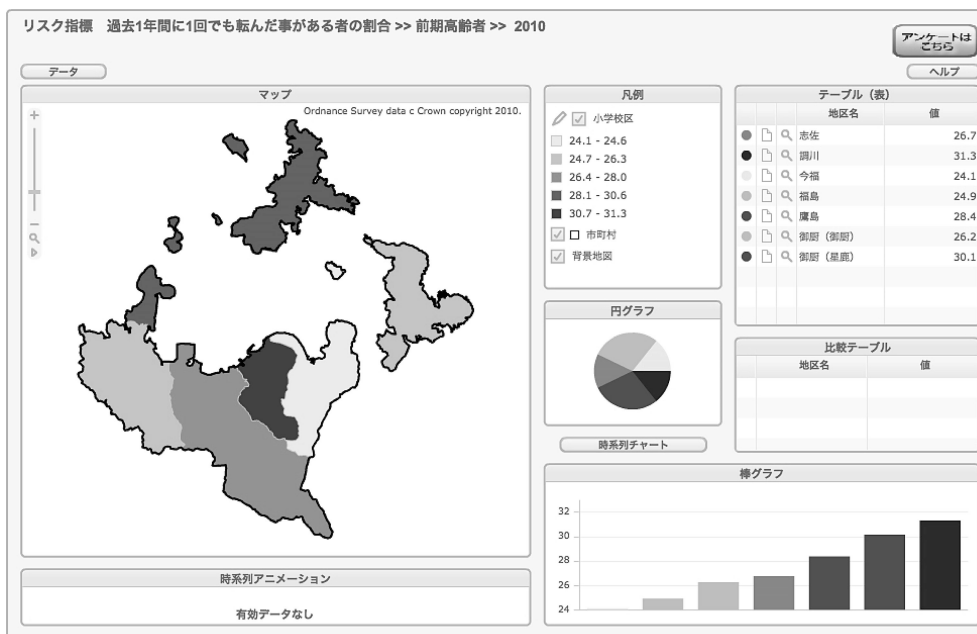 リスク指標　過去1年間に1回でも転んだ事がある者の割合 >> 前期高齢者 >> 2010
アンケートは
こちら
データ
ヘルプ
マップ
Ordnance Survey data c Crown copyright 2010.
凡例
小学校区
24.1 - 24.6
24.7 - 26.3
26.4 - 28.0
28.1 - 30.6
30.7 - 31.3
市町村
背景地図
テーブル（表）
地区名 値
志佐 26.7
調川 31.3
今福 24.1
福島 24.9
鷹島 28.4
御厨（御厨） 26.2
御厨（星鹿） 30.1
円グラフ
比較テーブル
地区名 値
時系列チャート
棒グラフ
32
30
28
26
24
時系列アニメーション
有効データなし